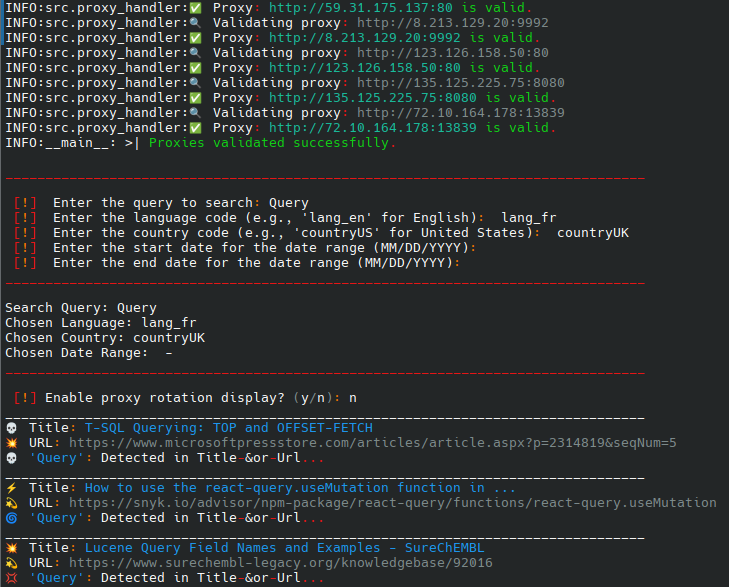 INFO:src.proxy_handler:✅ Proxy: http://59.31.175.137:80 is valid.
INFO:src.proxy_handler:🔍 Validating proxy: http://8.213.129.20:9992
INFO:src.proxy_handler:✅ Proxy: http://8.213.129.20:9992 is valid.
INFO:src.proxy_handler:🔍 Validating proxy: http://123.126.158.50:80
INFO:src.proxy_handler:✅ Proxy: http://123.126.158.50:80 is valid.
INFO:src.proxy_handler:🔍 Validating proxy: http://135.125.225.75:8080
INFO:src.proxy_handler:✅ Proxy: http://135.125.225.75:8080 is valid.
INFO:src.proxy_handler:🔍 Validating proxy: http://72.10.164.178:13839
INFO:src.proxy_handler:✅ Proxy: http://72.10.164.178:13839 is valid.
INFO:__main__: >| Proxies validated successfully.
[!] Enter the query to search: Query
[!] Enter the language code (e.g., 'lang_en' for English): lang_fr
[!] Enter the country code (e.g., 'countryUS' for United States): countryUK
[!] Enter the start date for the date range (MM/DD/YYYY):
[!] Enter the end date for the date range (MM/DD/YYYY):
Search Query: Query
Chosen Language: lang_fr
Chosen Country: countryUK
Chosen Date Range: -
[!] Enable proxy rotation display? (y/n): n
💀 Title: T-SQL Querying: TOP and OFFSET-FETCH
💥 URL: https://www.microsoftpressstore.com/articles/article.aspx?p=2314819&seqNum=5
💀 'Query': Detected in Title-&or-Url...
⚡ Title: How to use the react-query.useMutation function in ...
💫 URL: https://snyk.io/advisor/npm-package/react-query/functions/react-query.useMutation
🌀 'Query': Detected in Title-&or-Url...
💥 Title: Lucene Query Field Names and Examples - SureChEMBL
💫 URL: https://www.surechembl-legacy.org/knowledgebase/92016
💢 'Query': Detected in Title-&or-Url...